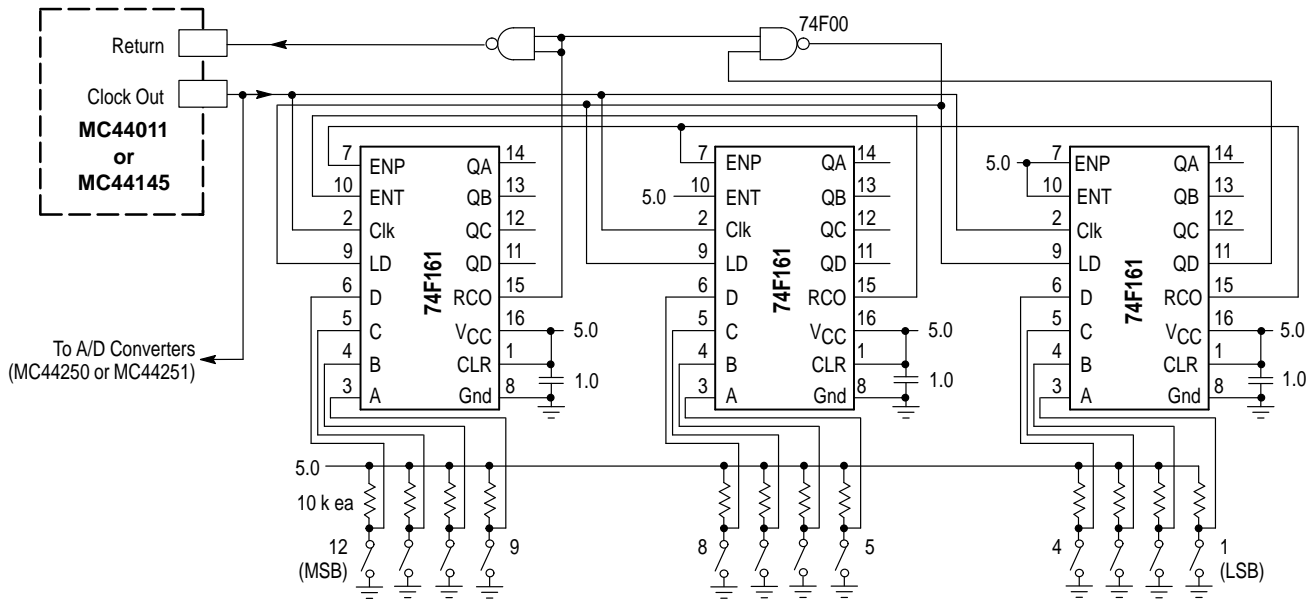 74F00
Return
Clock Out
MC44011
or
MC44145
7 ENP QA 14
10 ENT QB 13
2 Clk QC 12
9 LD QD 11
6 D RCO 15
5 C VCC 16 5.0
4 B CLR 1
3 A Gnd 8 1.0
74F161
7 ENP QA 14
5.0 10 ENT QB 13
2 Clk QC 12
9 LD QD 11
6 D RCO 15
5 C VCC 16 5.0
4 B CLR 1
3 A Gnd 8 1.0
74F161
5.0 7 ENP QA 14
10 ENT QB 13
2 Clk QC 12
9 LD QD 11
6 D RCO 15
5 C VCC 16 5.0
4 B CLR 1
3 A Gnd 8 1.0
74F161
To A/D Converters
(MC44250 or MC44251)
5.0
10 k ea
12 9 8 5 4 1
(MSB) (LSB)